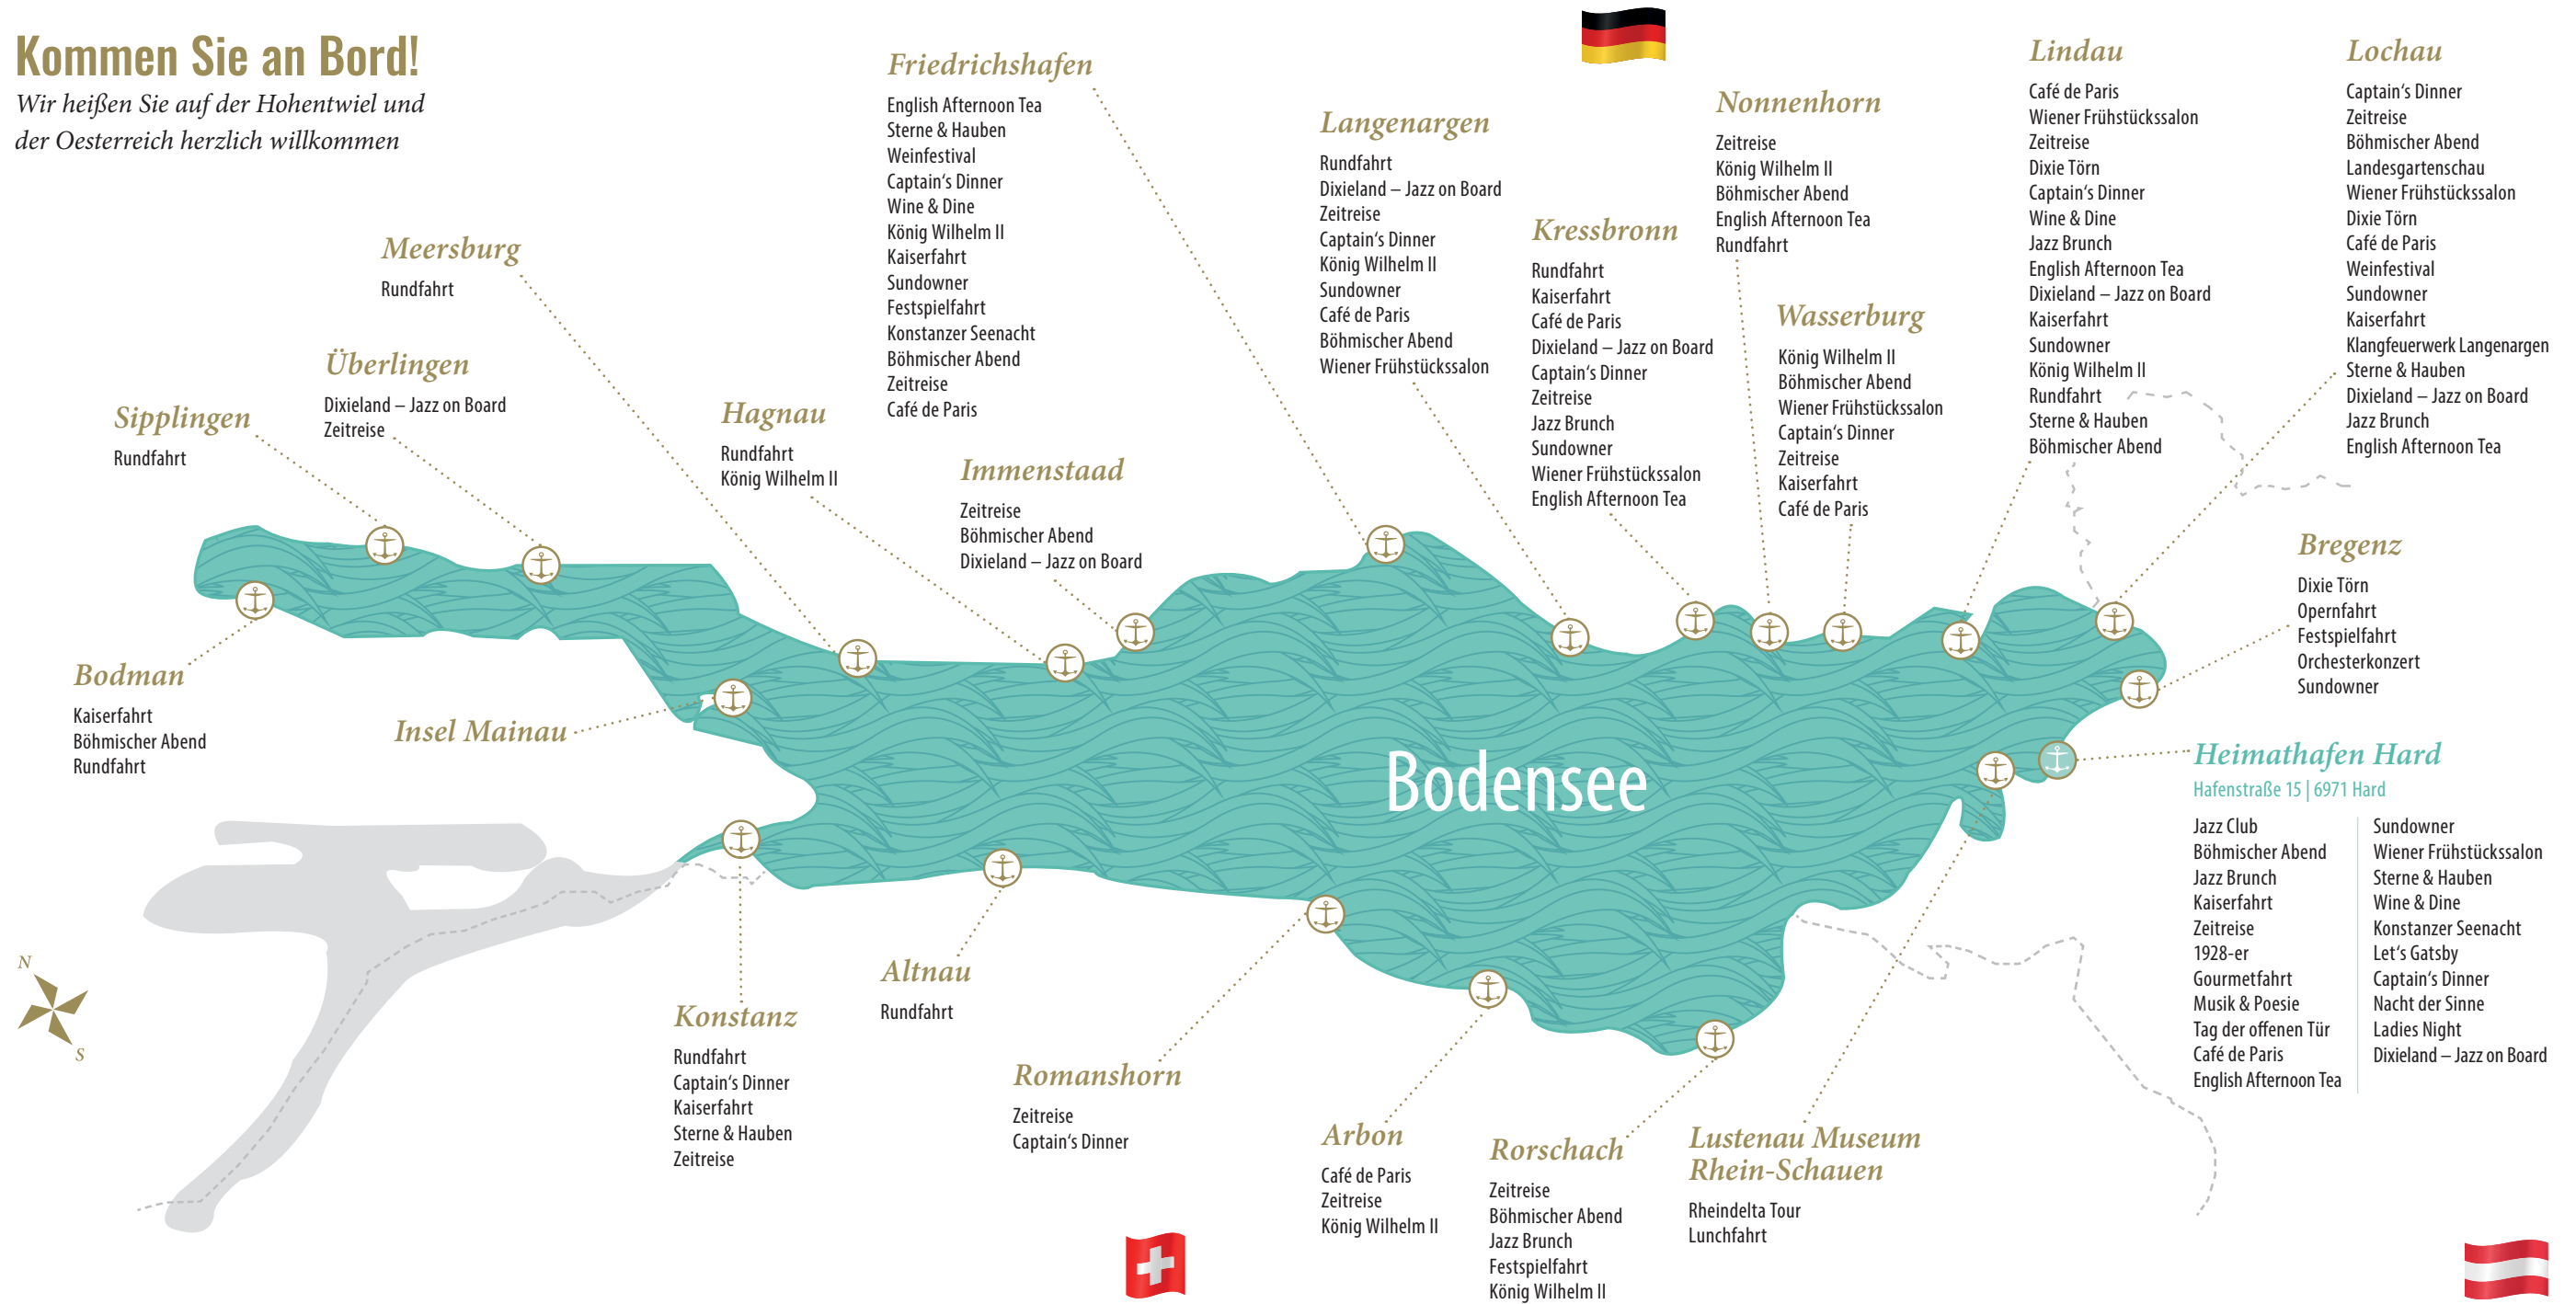 Kommen Sie an Bord!
Wir heißen Sie auf der Hohentwiel und
der Oesterreich herzlich willkommen
Sipplingen
Rundfahrt
Überlingen
Dixieland – Jazz on Board
Zeitreise
Meersburg
Rundfahrt
Hagnau
Rundfahrt
König Wilhelm II
Immenstaad
Zeitreise
Böhmischer Abend
Dixieland – Jazz on Board
Friedrichshafen
English Afternoon Tea
Sterne & Hauben
Weinfestival
Captain‘s Dinner
Wine & Dine
König Wilhelm II
Kaiserfahrt
Sundowner
Festspielfahrt
Konstanzer Seenacht
Böhmischer Abend
Zeitreise
Café de Paris
Langenargen
Rundfahrt
Dixieland – Jazz on Board
Zeitreise
Captain‘s Dinner
König Wilhelm II
Sundowner
Café de Paris
Böhmischer Abend
Wiener Frühstückssalon
Kressbronn
Rundfahrt
Kaiserfahrt
Café de Paris
Dixieland – Jazz on Board
Captain‘s Dinner
Zeitreise
Jazz Brunch
Sundowner
Wiener Frühstückssalon
English Afternoon Tea
Nonnenhorn
Zeitreise
König Wilhelm II
Böhmischer Abend
English Afternoon Tea
Rundfahrt
Wasserburg
König Wilhelm II
Böhmischer Abend
Wiener Frühstückssalon
Captain‘s Dinner
Zeitreise
Kaiserfahrt
Café de Paris
Lindau
Café de Paris
Wiener Frühstückssalon
Zeitreise
Dixie Törn
Captain‘s Dinner
Wine & Dine
Jazz Brunch
English Afternoon Tea
Dixieland – Jazz on Board
Kaiserfahrt
Sundowner
König Wilhelm II
Rundfahrt
Sterne & Hauben
Böhmischer Abend
Lochau
Captain‘s Dinner
Zeitreise
Böhmischer Abend
Landesgartenschau
Wiener Frühstückssalon
Dixie Törn
Café de Paris
Weinfestival
Sundowner
Kaiserfahrt
Klangfeuerwerk Langenargen
Sterne & Hauben
Dixieland – Jazz on Board
Jazz Brunch
English Afternoon Tea
Bregenz
Dixie Törn
Opernfahrt
Festspielfahrt
Orchesterkonzert
Sundowner
Bodman
Kaiserfahrt
Böhmischer Abend
Rundfahrt
Insel Mainau
Bodensee
Heimathafen Hard
Hafenstraße 15 | 6971 Hard
Jazz Club
Böhmischer Abend
Jazz Brunch
Kaiserfahrt
Zeitreise
1928-er
Gourmetfahrt
Musik & Poesie
Tag der offenen Tür
Café de Paris
English Afternoon Tea
Sundowner
Wiener Frühstückssalon
Sterne & Hauben
Wine & Dine
Konstanzer Seenacht
Let‘s Gatsby
Captain‘s Dinner
Nacht der Sinne
Ladies Night
Dixieland – Jazz on Board
N
S
Konstanz
Rundfahrt
Captain‘s Dinner
Kaiserfahrt
Sterne & Hauben
Zeitreise
Altnau
Rundfahrt
Romanshorn
Zeitreise
Captain‘s Dinner
Arbon
Café de Paris
Zeitreise
König Wilhelm II
Rorschach
Zeitreise
Böhmischer Abend
Jazz Brunch
Festspielfahrt
König Wilhelm II
Lustenau Museum
Rhein-Schauen
Rheindelta Tour
Lunchfahrt